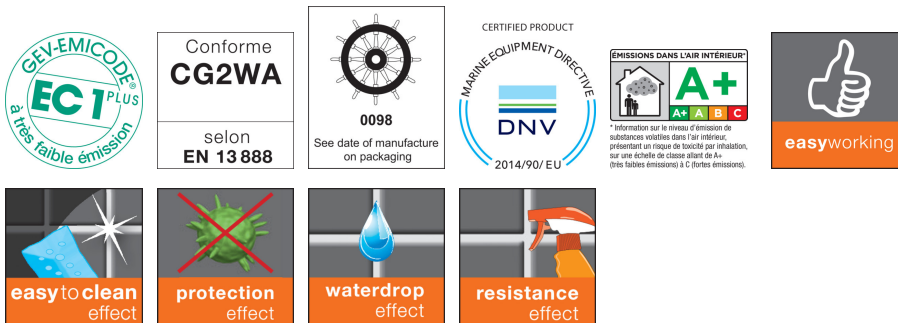 GEV-EMICODE®
EC 1 PLUS
à très faible émission
Conforme
CG2WA
selon
EN 13 888
0098
See date of manufacture
on packaging
CERTIFIED PRODUCT
MARINE EQUIPMENT DIRECTIVE
DNV
2014/90/ EU
ÉMISSIONS DANS L'AIR INTÉRIEUR*
A+
A+ A B C
* Information sur le niveau d'émission de
substances volatiles dans l'air intérieur,
présentant un risque de toxicité par inhalation,
sur une échelle de classe allant de A+
(très faibles émissions) à C (fortes émissions).
easyworking
easy to clean
effect
protection
effect
waterdrop
effect
resistance
effect